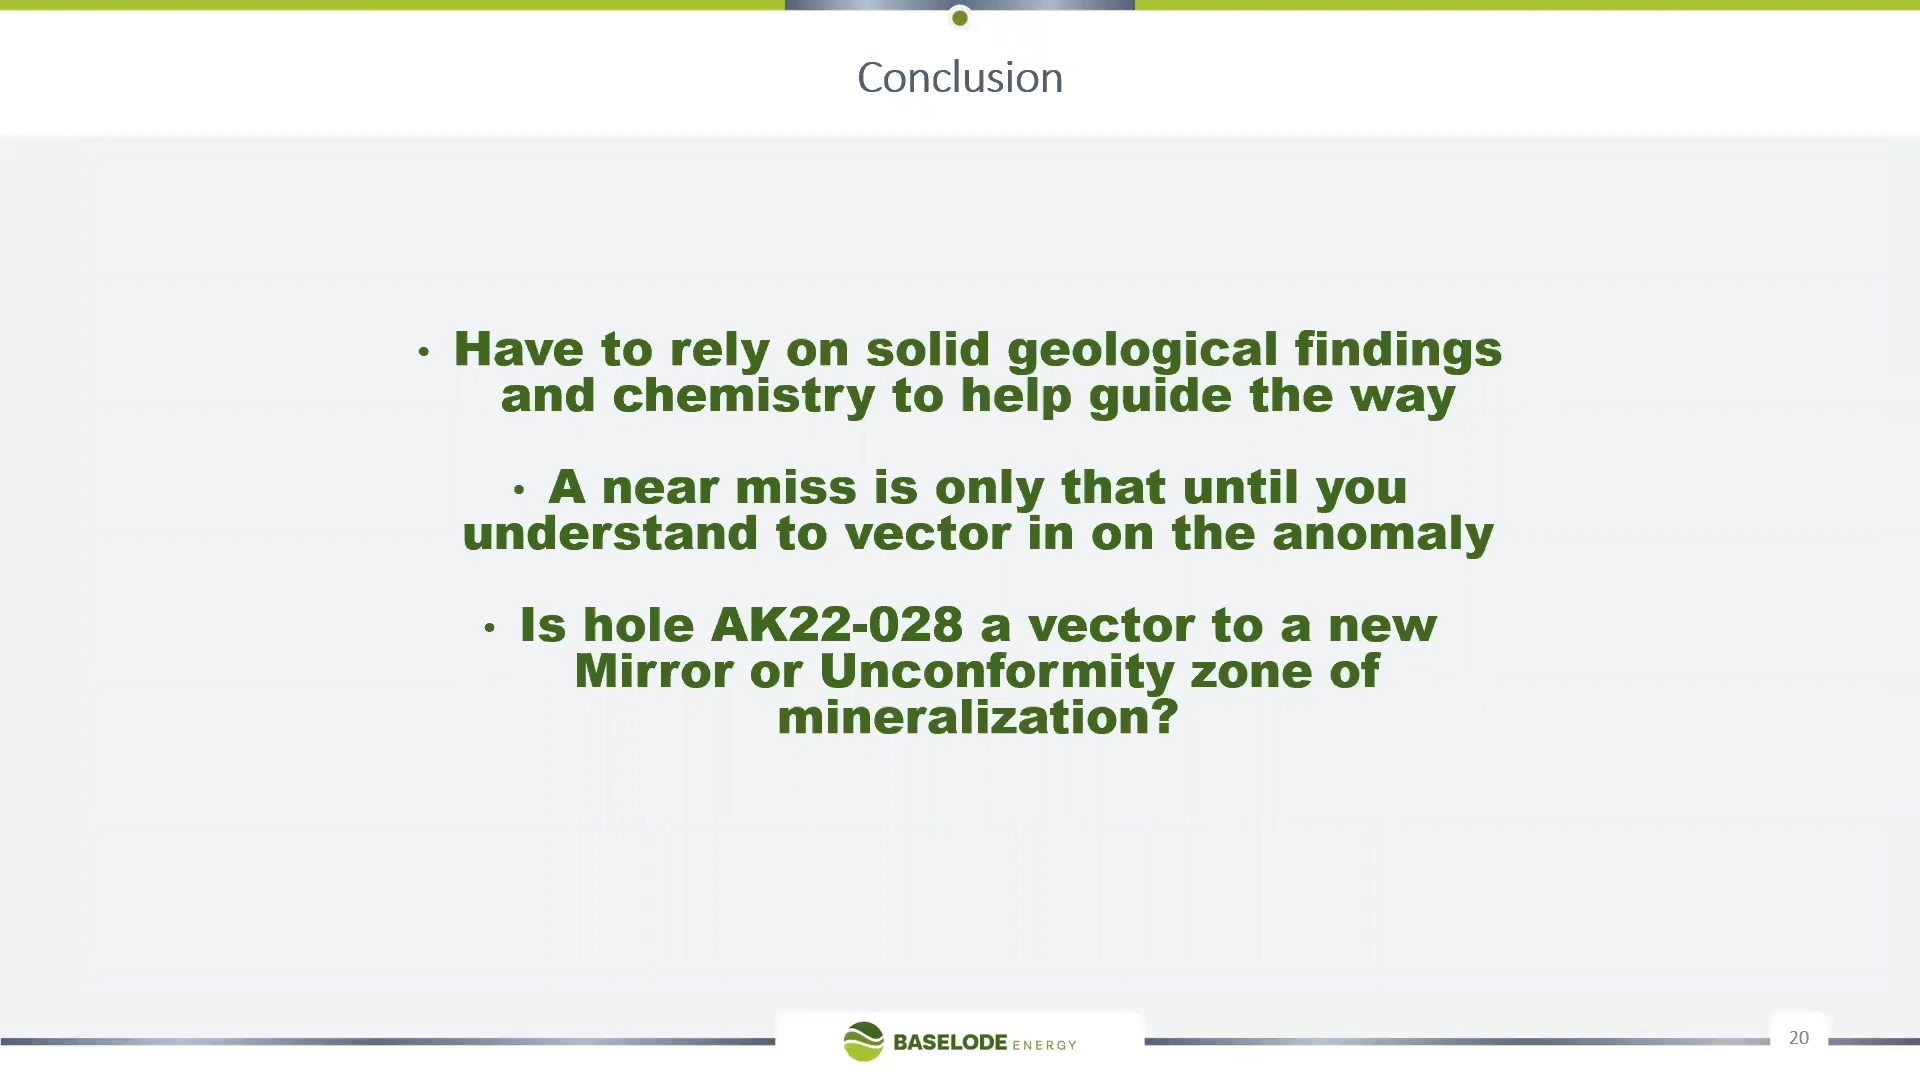 Conclusion
• Have to rely on solid geological findings
and chemistry to help guide the way
• A near miss is only that until you
understand to vector in on the anomaly
• Is hole AK22-028 a vector to a new
Mirror or Unconformity zone of
mineralization?
BASELODE ENERGY
20